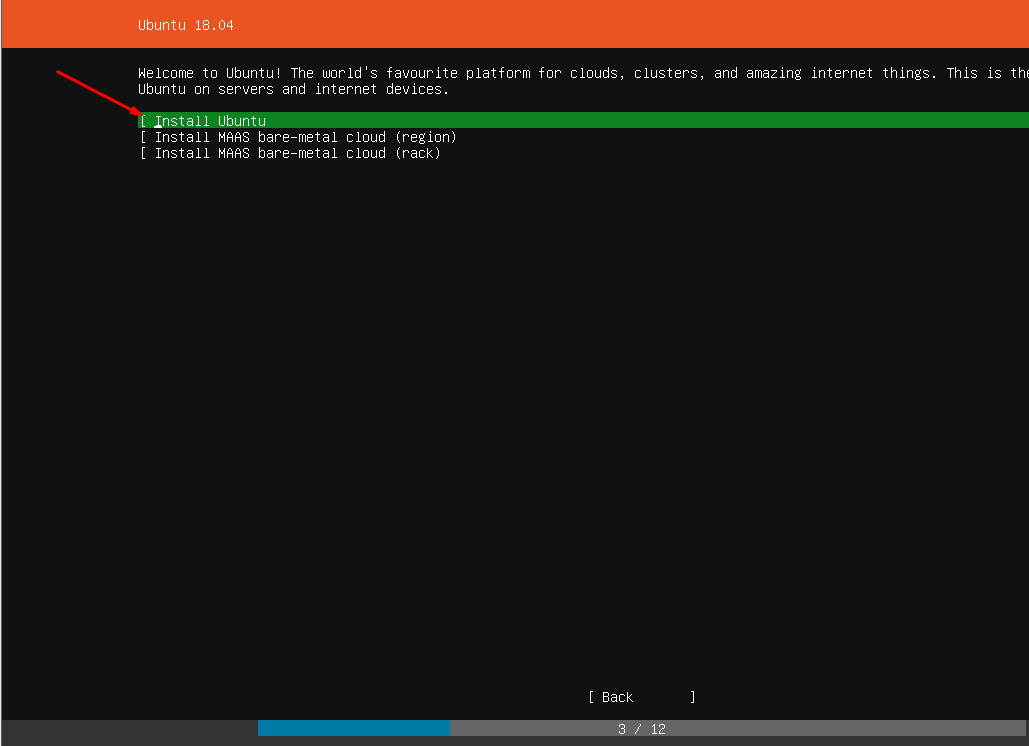 Ubuntu 18.04
Welcome to Ubuntu! The world's favourite platform for clouds, clusters, and amazing internet things. This is the
Ubuntu on servers and internet devices.
[ Install Ubuntu
[ Install MAAS bare-metal cloud (region)
[ Install MAAS bare-metal cloud (rack)
[ Back ]
3 / 12